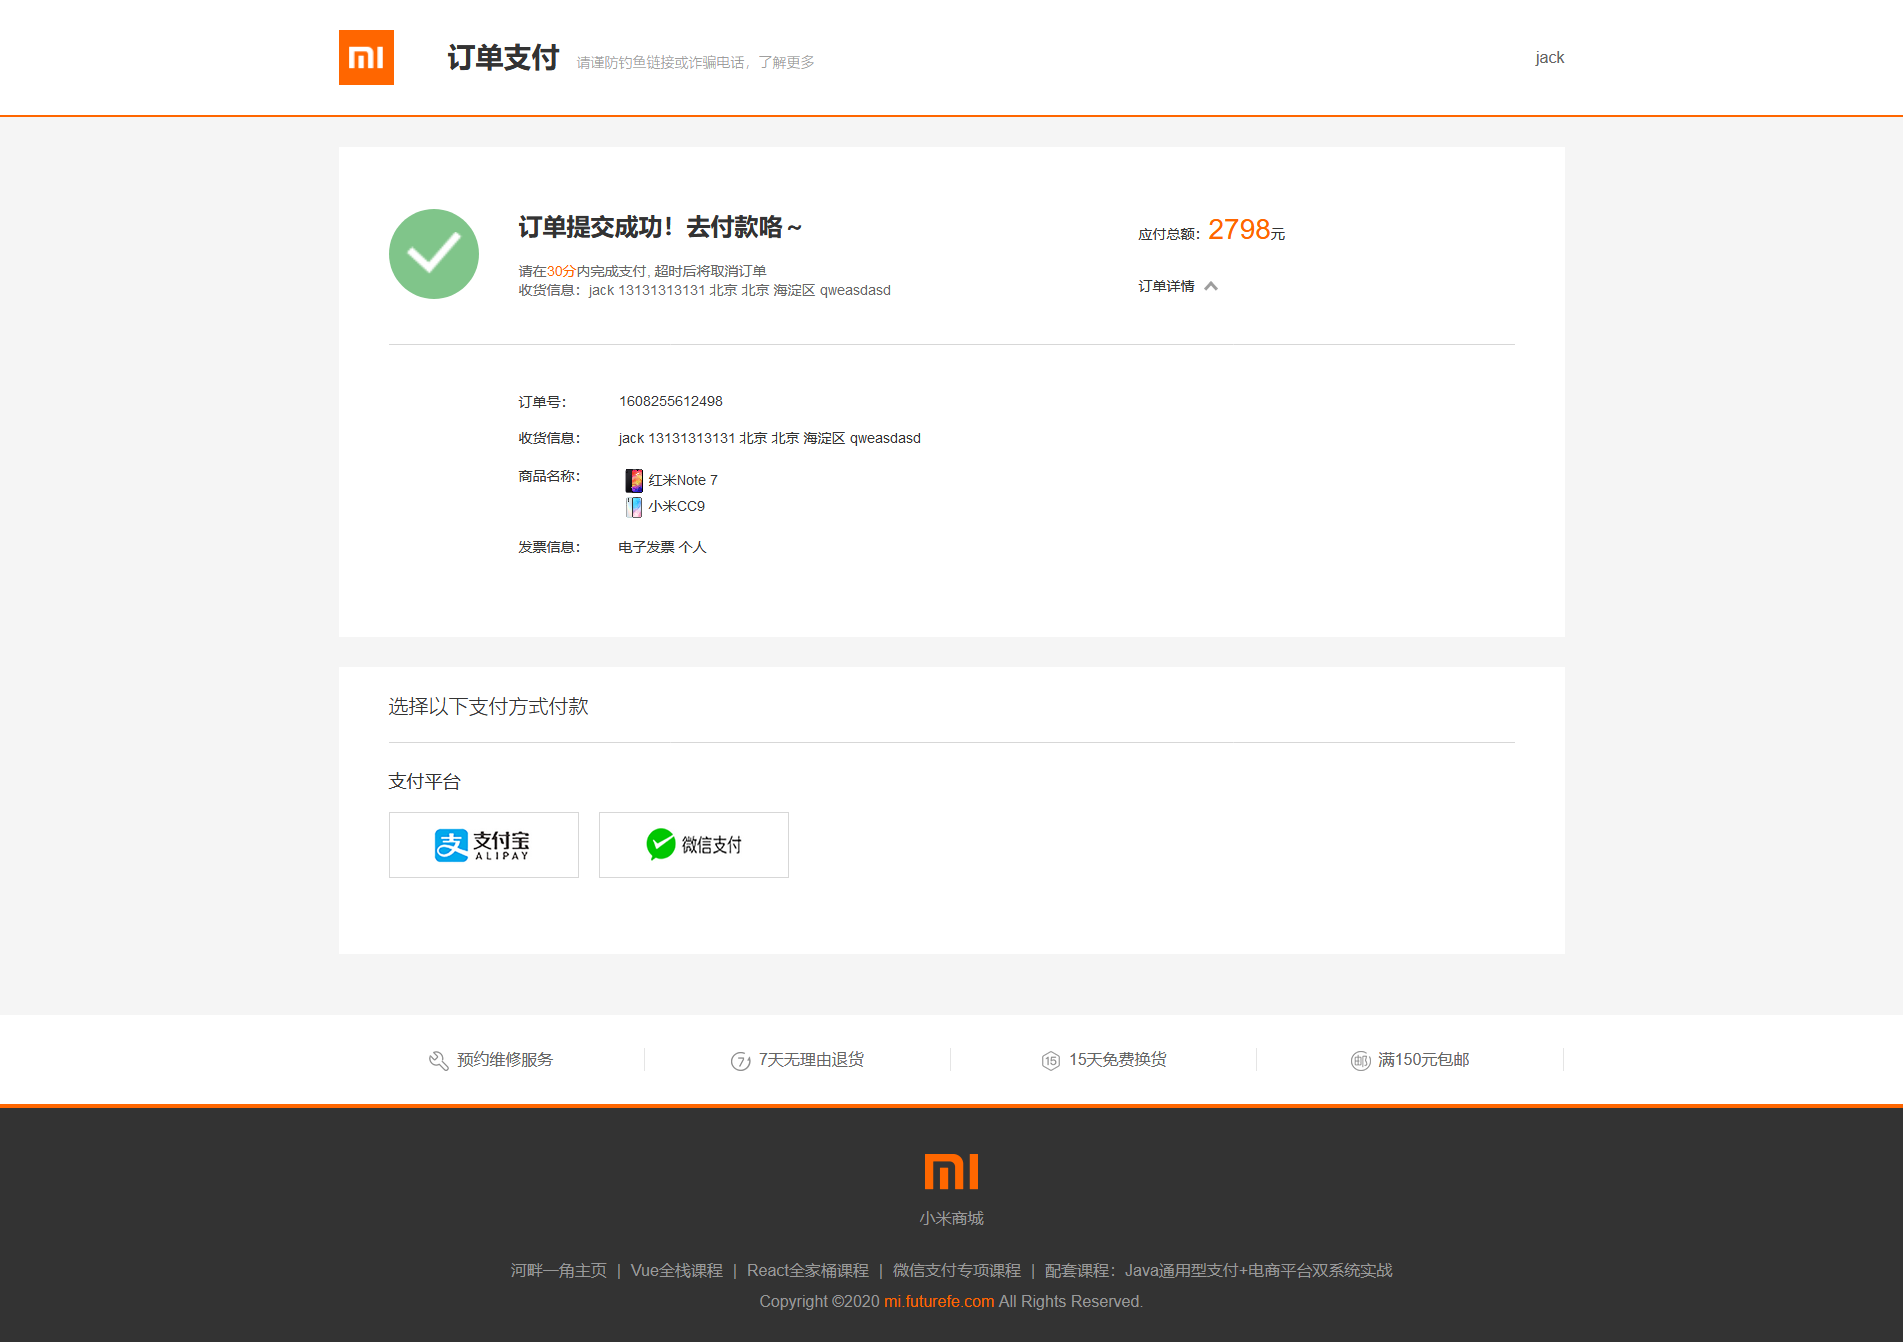 订单支付 请谨防钓鱼链接或诈骗电话，了解更多 jack
订单提交成功！去付款咯～
应付总额：2798元
请在30分内完成支付, 超时后将取消订单
收货信息：jack 13131313131 北京 北京 海淀区 qweasdasd
订单详情
订单号： 1608255612498
收货信息： jack 13131313131 北京 北京 海淀区 qweasdasd
商品名称： 红米Note 7
小米CC9
发票信息： 电子发票 个人
选择以下支付方式付款
支付平台
支 支付宝 ALIPAY 微信支付
预约维修服务 7 7天无理由退货 15 15天免费换货 邮 满150元包邮
小米商城
河畔一角主页 | Vue全栈课程 | React全家桶课程 | 微信支付专项课程 | 配套课程：Java通用型支付+电商平台双系统实战
Copyright ©2020 mi.futurefe.com All Rights Reserved.